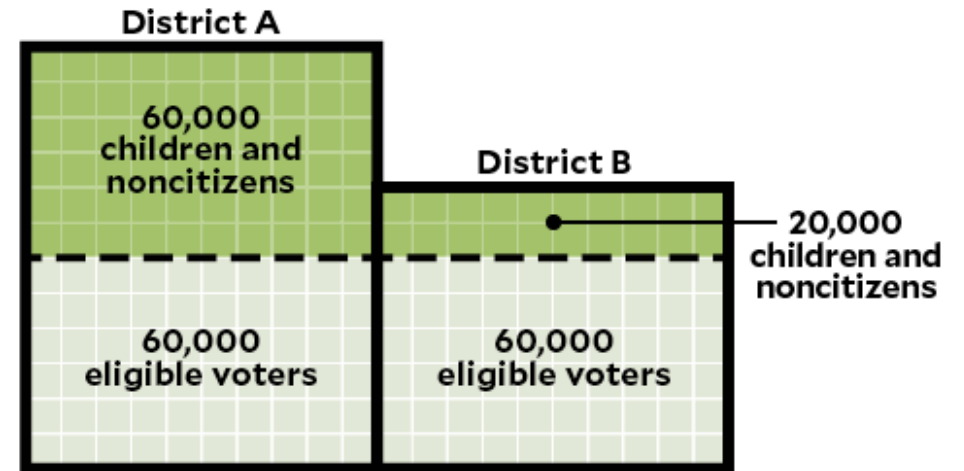 District A
60,000
children and
noncitizens
District B
20,000
children and
noncitizens
60,000
eligible voters
60,000
eligible voters